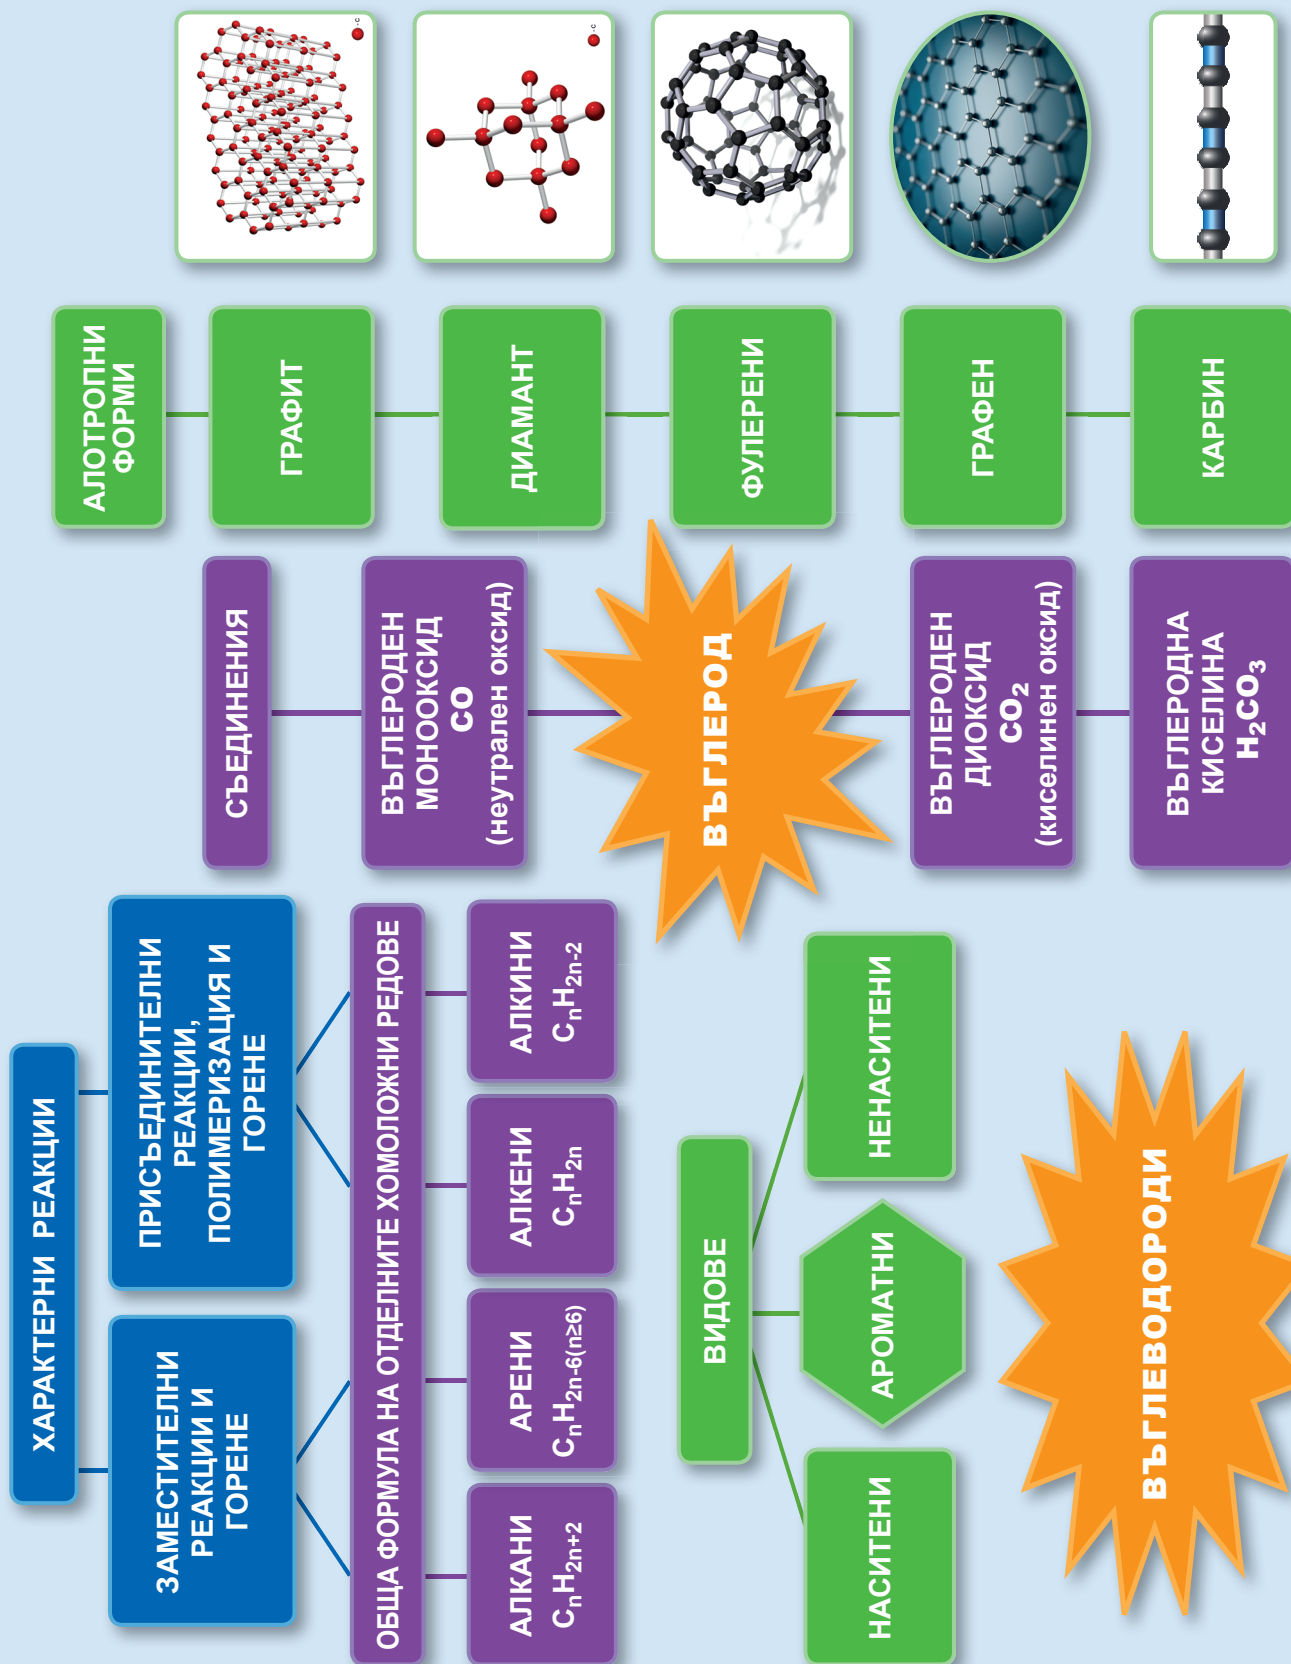 ХАРАКТЕРНИ РЕАКЦИИ
ЗАМЕСТИТЕЛНИ
РЕАКЦИИ И
ГОРЕНЕ
ПРИСЪЕДИНИТЕЛНИ
РЕАКЦИИ,
ПОЛИМЕРИЗАЦИЯ И
ГОРЕНЕ
ОБЩА ФОРМУЛА НА ОТДЕЛНИТЕ ХОМОЛОЖНИ РЕДОВЕ
АЛКАНИ
CₙH₂ₙ₊₂
АРЕНИ
CₙH₂ₙ₋₆₍ₙ≥₆₎
АЛКЕНИ
CₙH₂ₙ
АЛКИНИ
CₙH₂ₙ₋₂
ВИДОВЕ
НАСИТЕНИ
АРОМАТНИ
НЕНАСИТЕНИ
ВЪГЛЕВОДОРОДИ
СЪЕДИНЕНИЯ
ВЪГЛЕРОДЕН
МОНООКСИД
CO
(неутрален оксид)
ВЪГЛЕРОД
ВЪГЛЕРОДЕН
ДИОКСИД
CO₂
(киселинен оксид)
ВЪГЛЕРОДНА
КИСЕЛИНА
H₂CO₃
АЛОТРОПНИ
ФОРМИ
ГРАФИТ
ДИАМАНТ
ФУЛЕРЕНИ
ГРАФЕН
КАРБИН
-C
-C